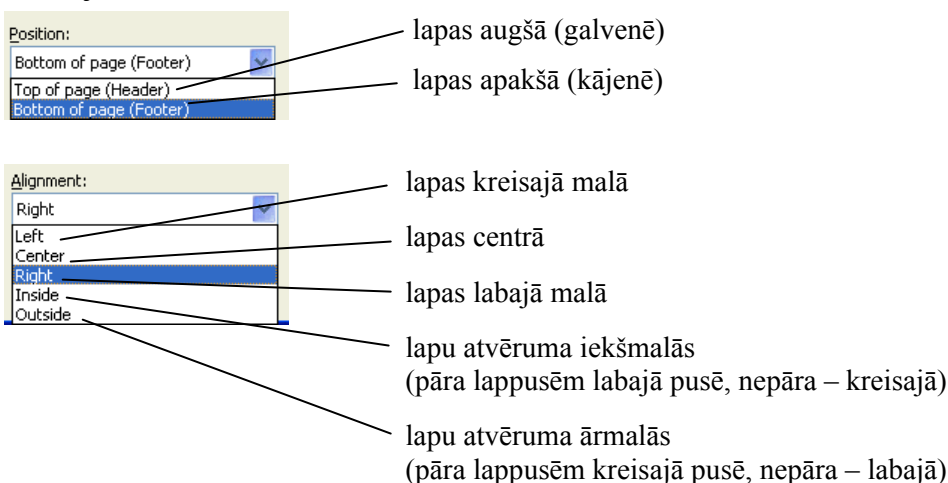 Position:
Bottom of page (Footer)
Top of page (Header)
Bottom of page (Footer)
lapas augšā (galvenē)
lapas apakšā (kājenē)
Alignment:
Right
Left
Center
Right
Inside
Outside
lapas kreisajā malā
lapas centrā
lapas labajā malā
lapu atvēruma iekšmalās
(pāra lappusēm labajā pusē, nepāra – kreisajā)
lapu atvēruma ārmalās
(pāra lappusēm kreisajā pusē, nepāra – labajā)